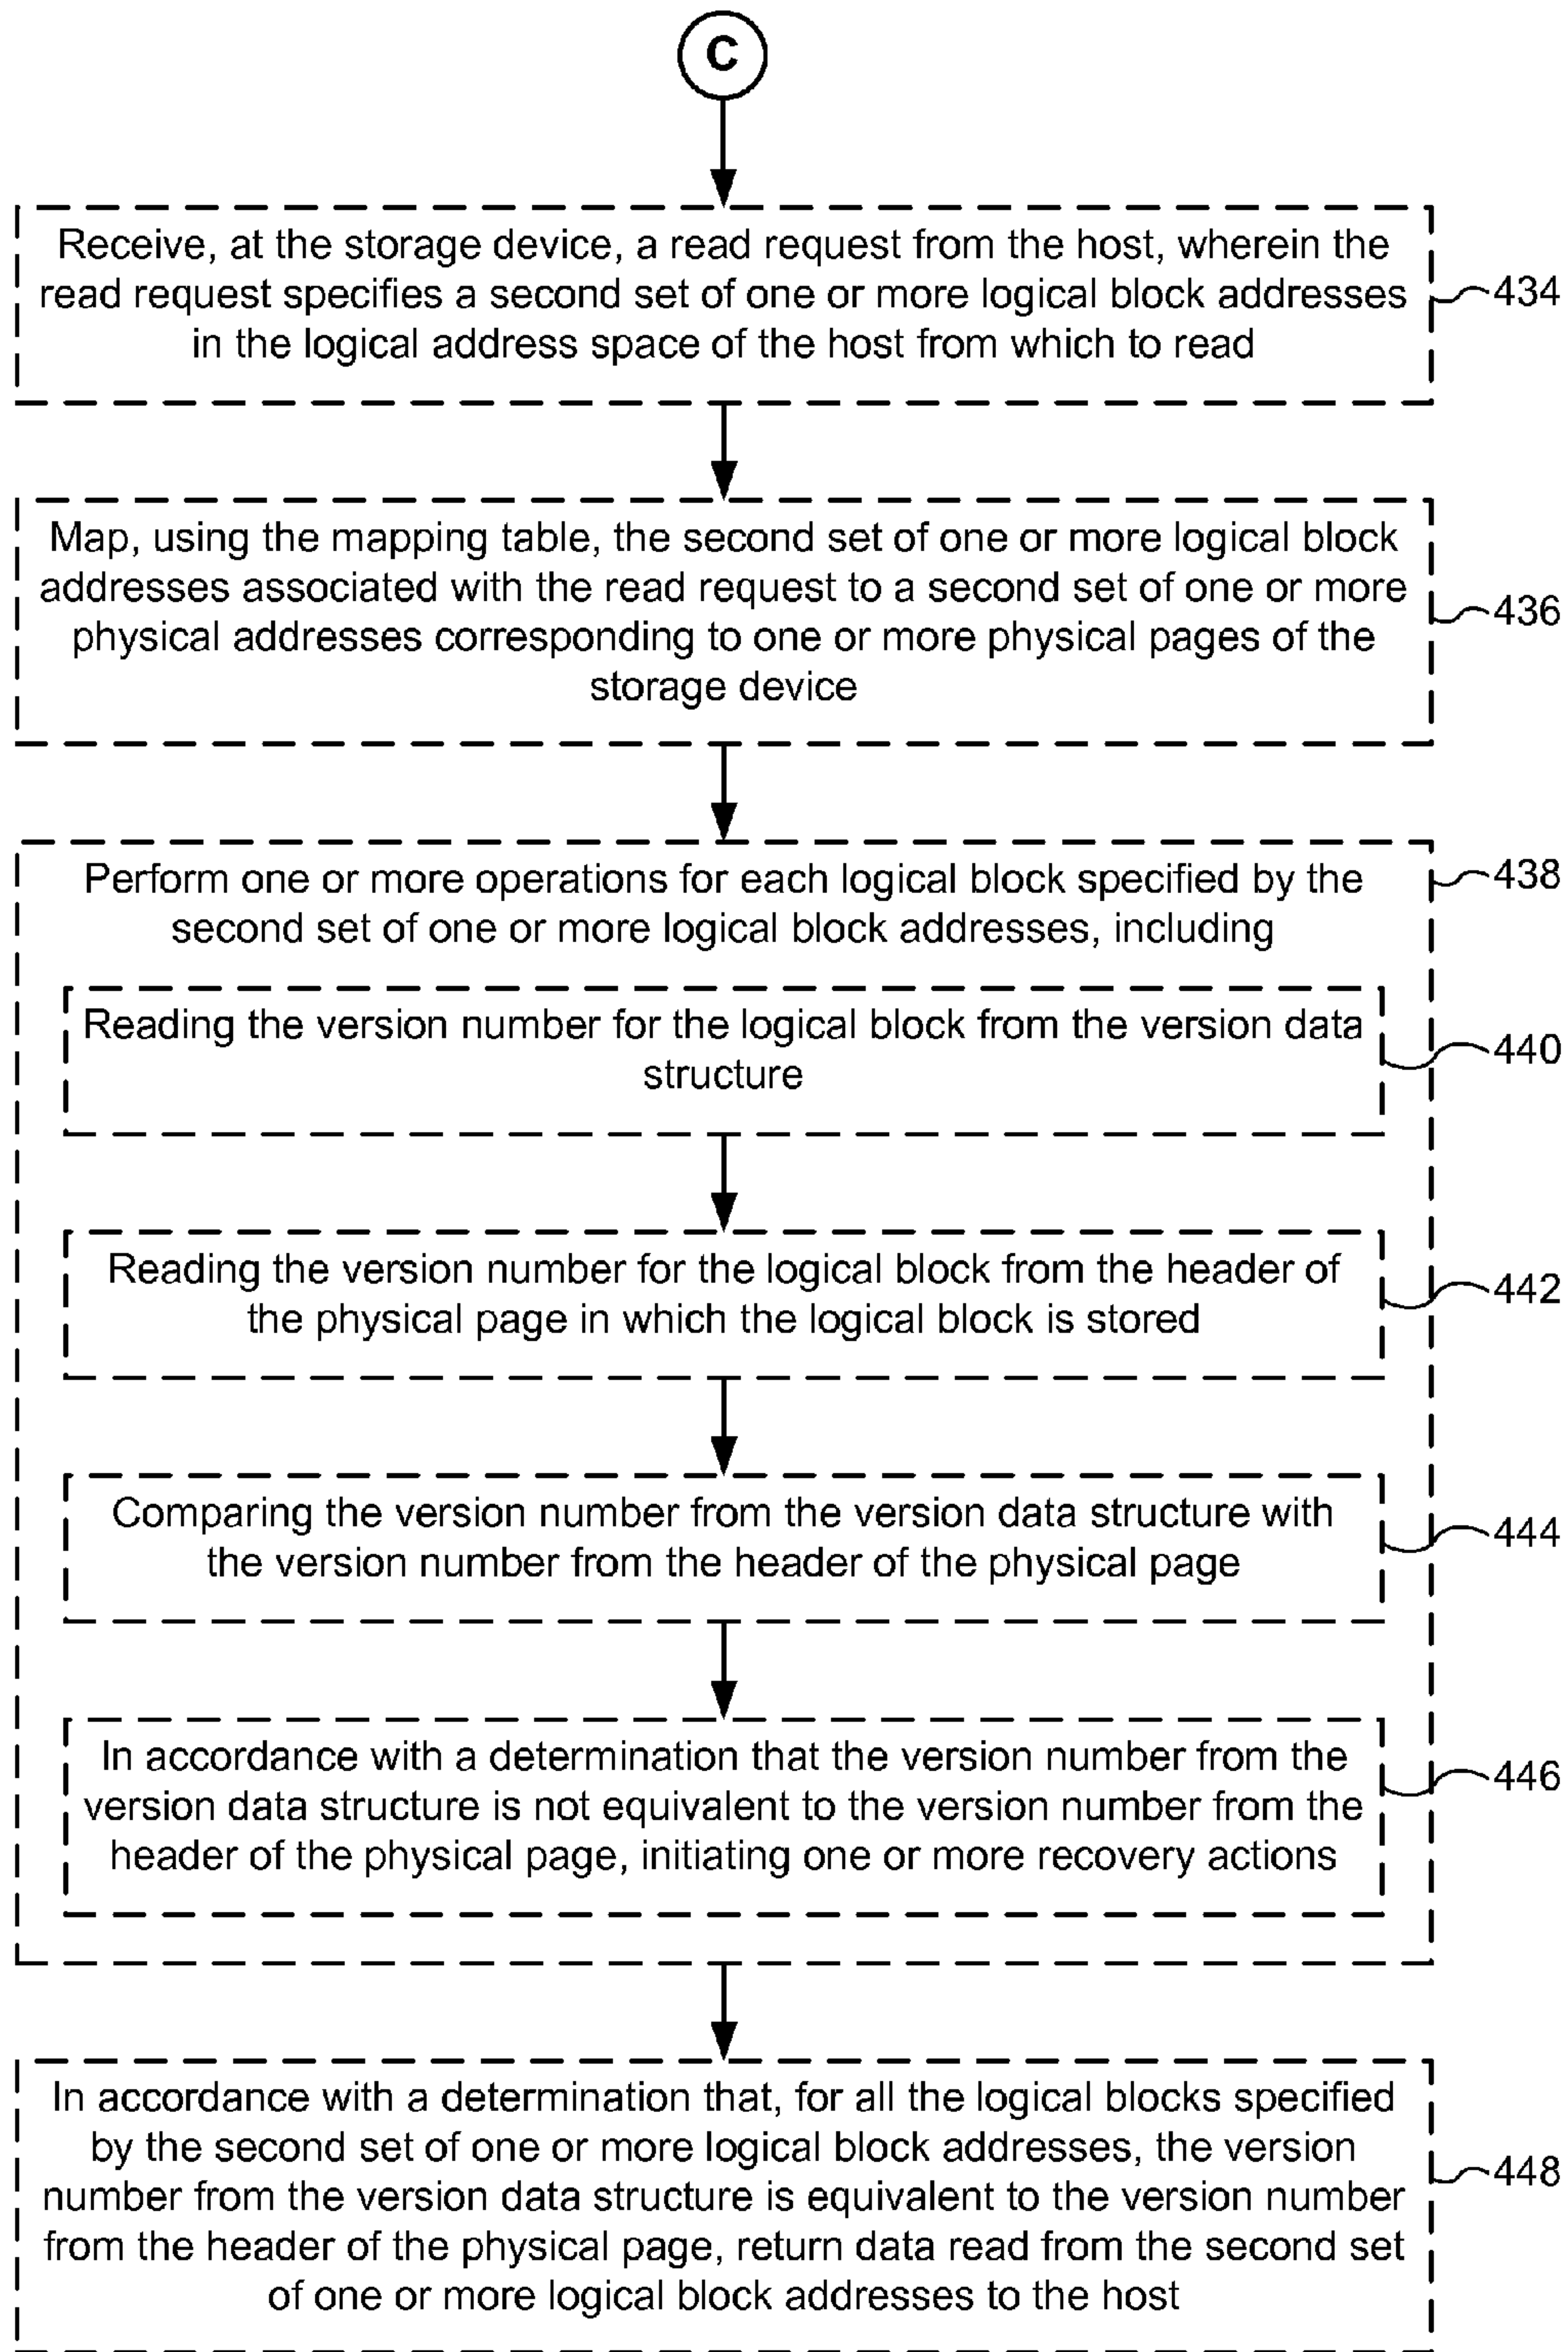 C
Receive, at the storage device, a read request from the host, wherein the
read request specifies a second set of one or more logical block addresses
in the logical address space of the host from which to read
434
Map, using the mapping table, the second set of one or more logical block
addresses associated with the read request to a second set of one or more
physical addresses corresponding to one or more physical pages of the
storage device
436
Perform one or more operations for each logical block specified by the
second set of one or more logical block addresses, including
438
Reading the version number for the logical block from the version data
structure
440
Reading the version number for the logical block from the header of
the physical page in which the logical block is stored
442
Comparing the version number from the version data structure with
the version number from the header of the physical page
444
In accordance with a determination that the version number from the
version data structure is not equivalent to the version number from the
header of the physical page, initiating one or more recovery actions
446
In accordance with a determination that, for all the logical blocks specified
by the second set of one or more logical block addresses, the version
number from the version data structure is equivalent to the version number
from the header of the physical page, return data read from the second set
of one or more logical block addresses to the host
448